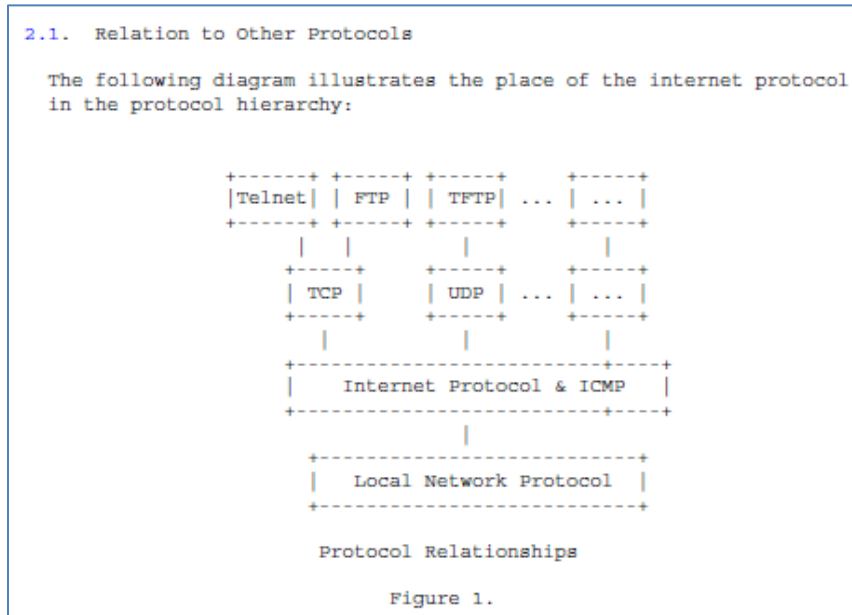 2.1.  Relation to Other Protocols
The following diagram illustrates the place of the internet protocol
in the protocol hierarchy:
+------+ +-----+ +-----+     +-----+
|Telnet| | FTP | | TFTP| ... | ... |
+------+ +-----+ +-----+     +-----+
|   |         |           |
+-----+     +-----+     +-----+
| TCP |     | UDP | ... | ... |
+-----+     +-----+     +-----+
|           |           |
+--------------------------+----+
|    Internet Protocol & ICMP   |
+--------------------------+----+
|
+---------------------------+
|   Local Network Protocol  |
+---------------------------+
Protocol Relationships
Figure 1.